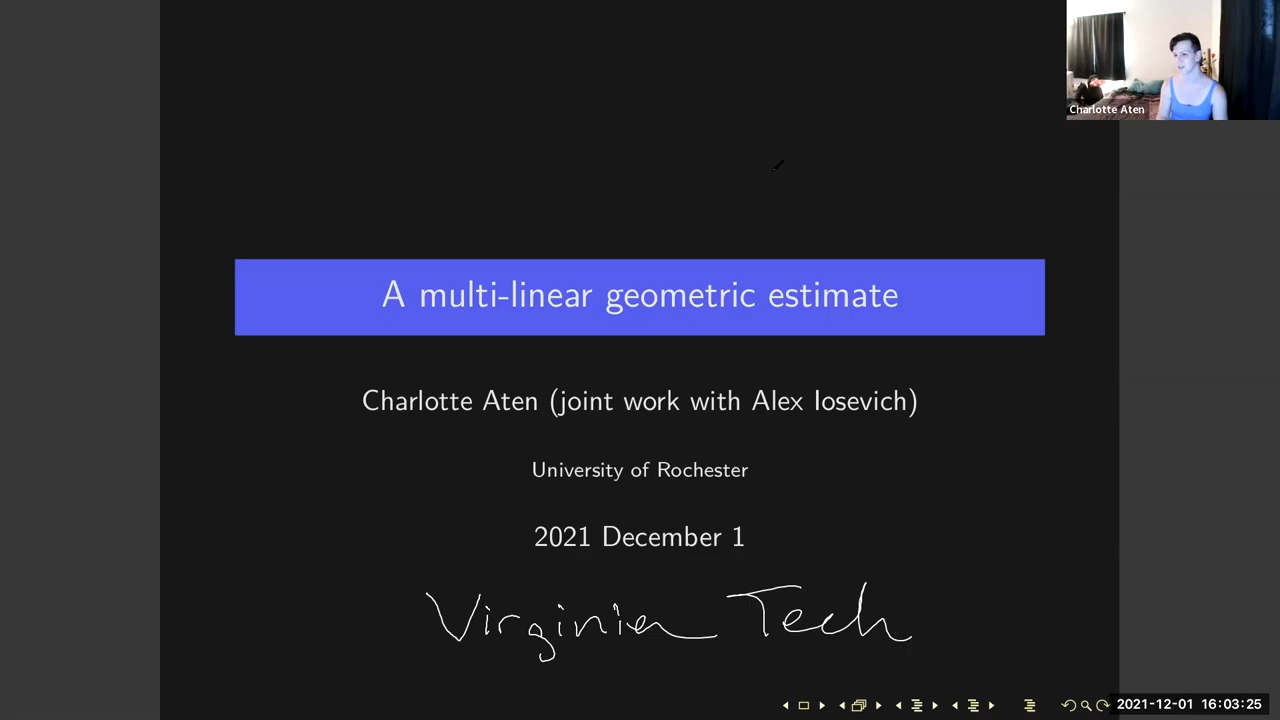 Charlotte Aten
A multi-linear geometric estimate
Charlotte Aten (joint work with Alex Iosevich)
University of Rochester
2021 December 1
Virginia Tech
2021-12-01 16:03:25